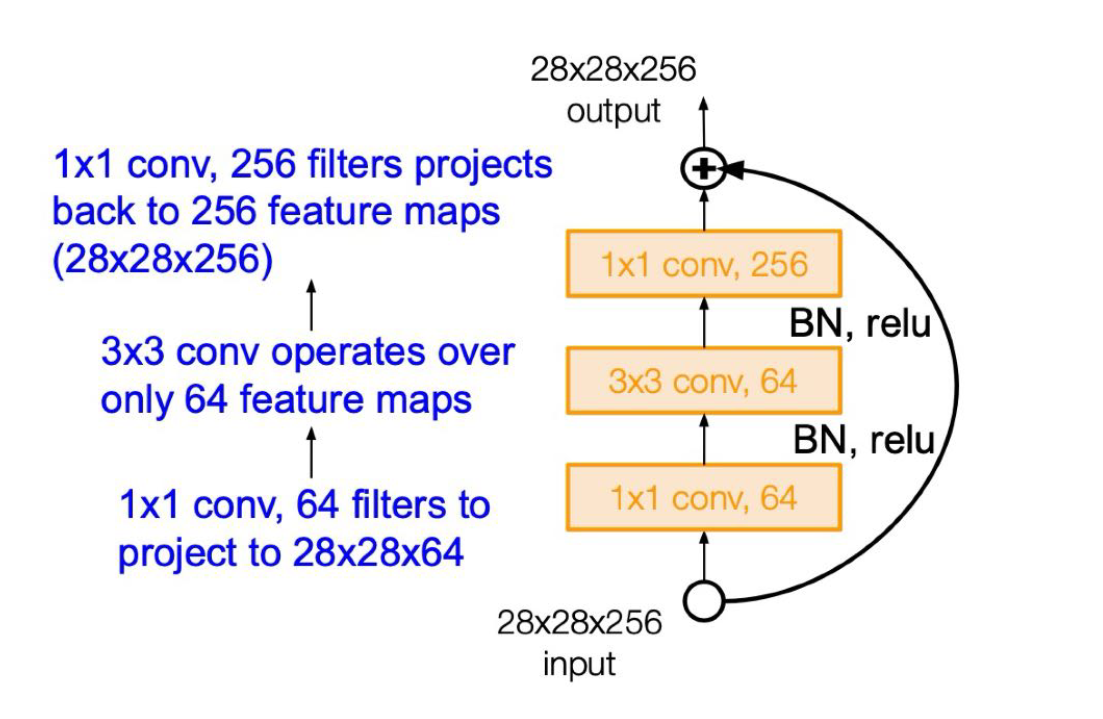 28x28x256
output
1x1 conv, 256 filters projects
back to 256 feature maps
(28x28x256)
3x3 conv operates over
only 64 feature maps
1x1 conv, 64 filters to
project to 28x28x64
1x1 conv, 256
BN, relu
3x3 conv, 64
BN, relu
1x1 conv, 64
28x28x256
input